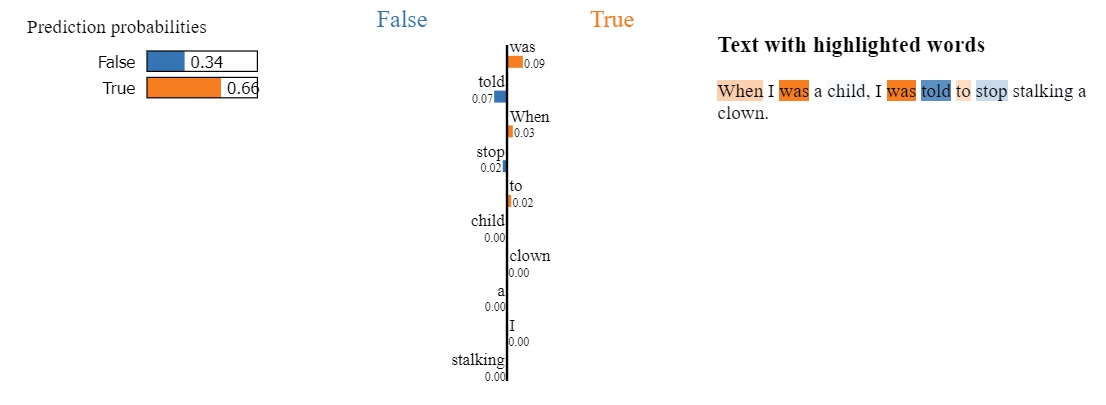 Prediction probabilities
False 0.34
True 0.66
False True
was
0.09
told
0.07
When
0.03
stop
0.02
to
0.02
child
0.00
clown
0.00
a
0.00
I
0.00
stalking
0.00
Text with highlighted words
When I was a child, I was told to stop stalking a
clown.